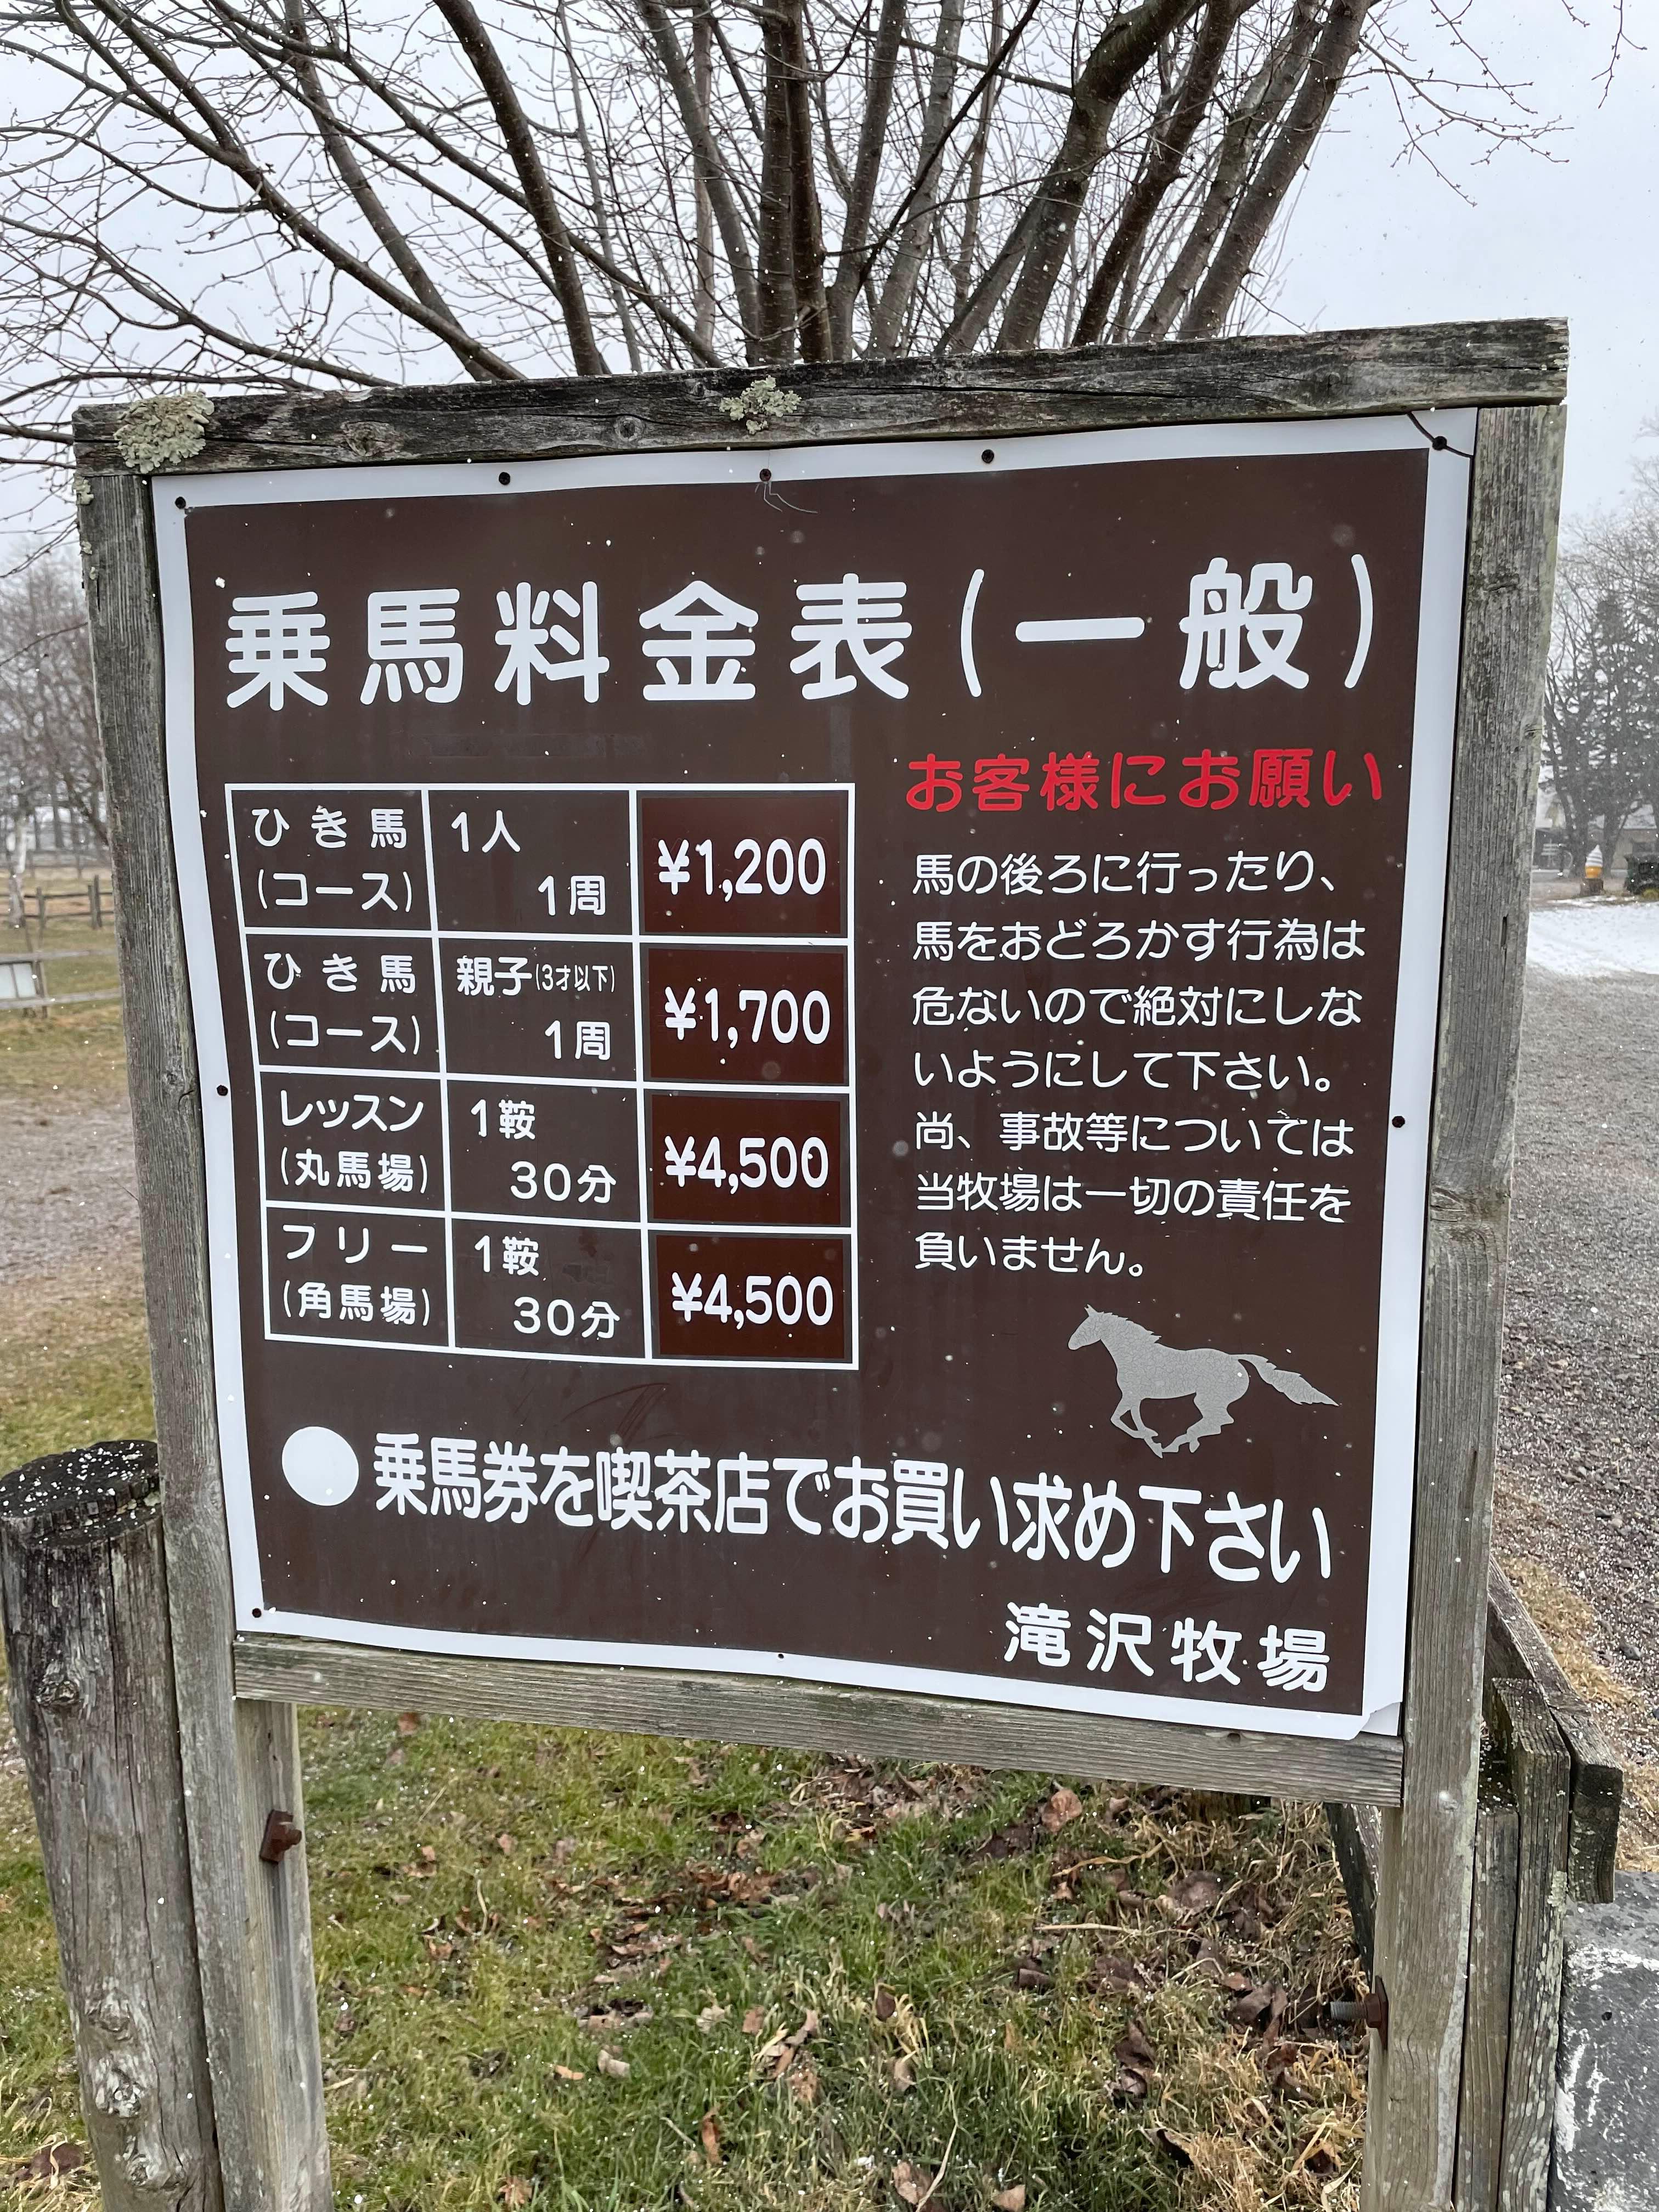 乗馬料金表(一般)
ひき馬
(コース)
1人
1周
¥1,200
ひき馬
(コース)
親子(3才以下)
1周
¥1,700
レッスン
(丸馬場)
1鞍
30分
¥4,500
フリー
(角馬場)
1鞍
30分
¥4,500
お客様にお願い
馬の後ろに行ったり、
馬をおどろかす行為は
危ないので絶対にしな
いようにして下さい。
尚、事故等については
当牧場は一切の責任を
負いません。
●乗馬券を喫茶店でお買い求め下さい
滝沢牧場